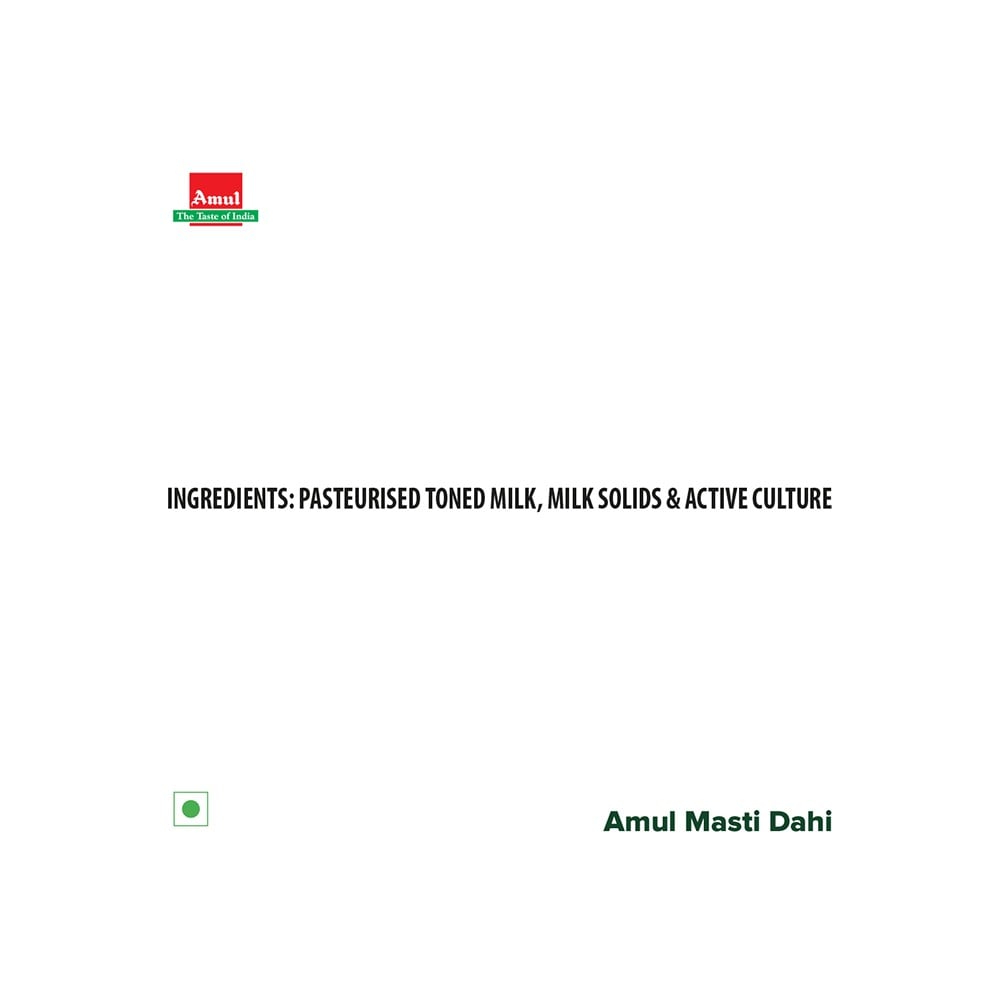 Amul
The Taste of India
INGREDIENTS: PASTEURISED TONED MILK, MILK SOLIDS & ACTIVE CULTURE
Amul Masti Dahi